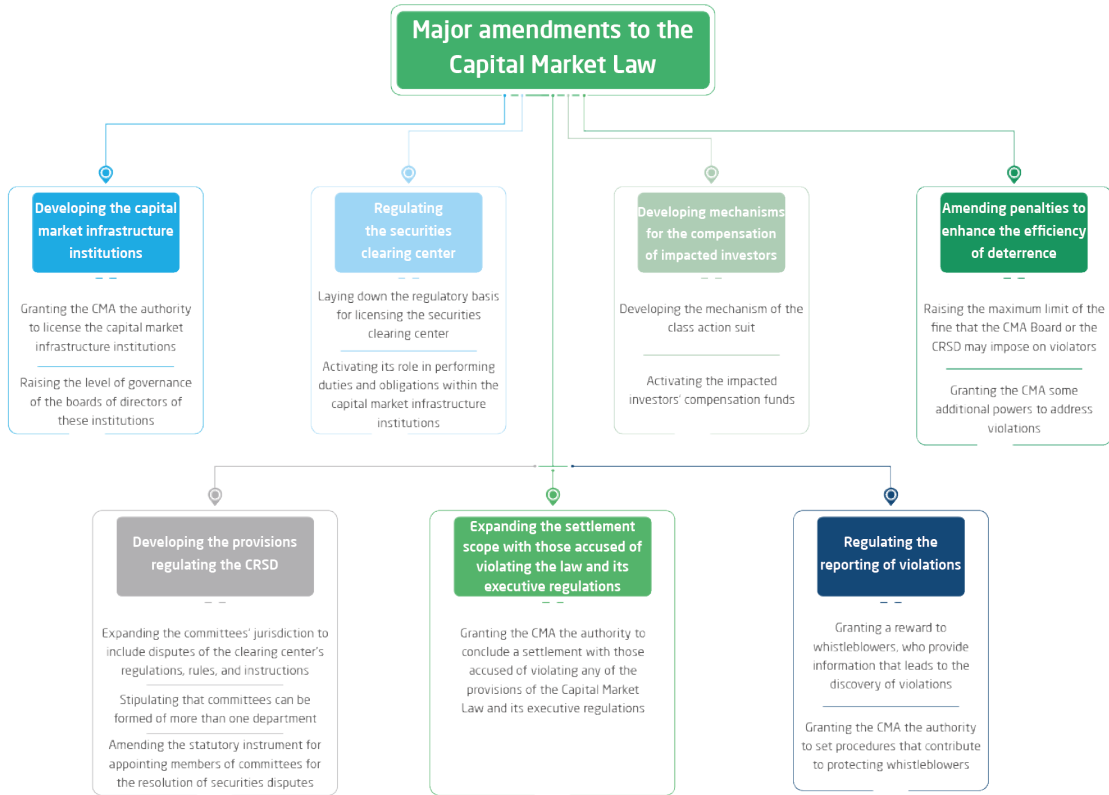 Major amendments to the
Capital Market Law
Developing the capital
market infrastructure
institutions
Granting the CMA the authority
to license the capital market
infrastructure institutions
Raising the level of governance
of the boards of directors of
these institutions
Regulating
the securities
clearing center
Laying down the regulatory basis
for licensing the securities
clearing center
Activating its role in performing
duties and obligations within the
capital market infrastructure
institutions
Developing mechanisms
for the compensation
of impacted investors
Developing the mechanism of the
class action suit
Activating the impacted
investors' compensation funds
Amending penalties to
enhance the efficiency
of deterrence
Raising the maximum limit of the
fine that the CMA Board or the
CRSD may impose on violators
Granting the CMA some
additional powers to address
violations
Developing the provisions
regulating the CRSD
Expanding the committees' jurisdiction to
include disputes of the clearing center's
regulations, rules, and instructions
Stipulating that committees can be
formed of more than one department
Amending the statutory instrument for
appointing members of committees for
the resolution of securities disputes
Expanding the settlement
scope with those accused of
violating the law and its
executive regulations
Granting the CMA the authority to
conclude a settlement with those
accused of violating any of the
provisions of the Capital Market
Law and its executive regulations
Regulating the
reporting of violations
Granting a reward to
whistleblowers, who provide
information that leads to the
discovery of violations
Granting the CMA the authority
to set procedures that contribute
to protecting whistleblowers